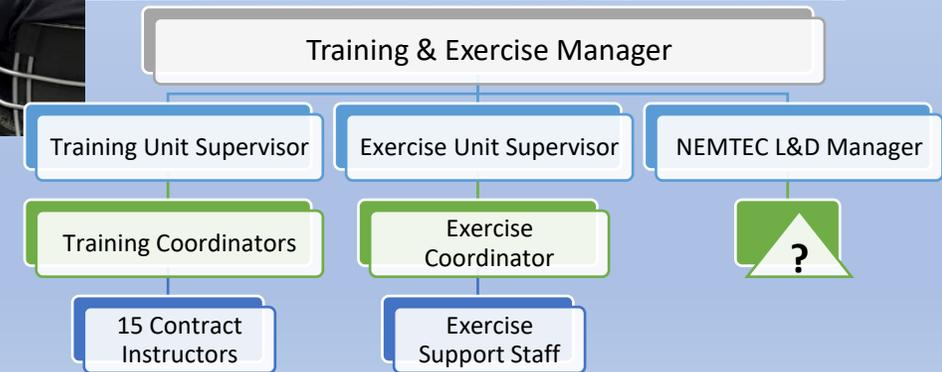 Training & Exercise Manager
Training Unit Supervisor
Exercise Unit Supervisor
NEMTEC L&D Manager
Training Coordinators
Exercise
Coordinator
?
15 Contract
Instructors
Exercise
Support Staff